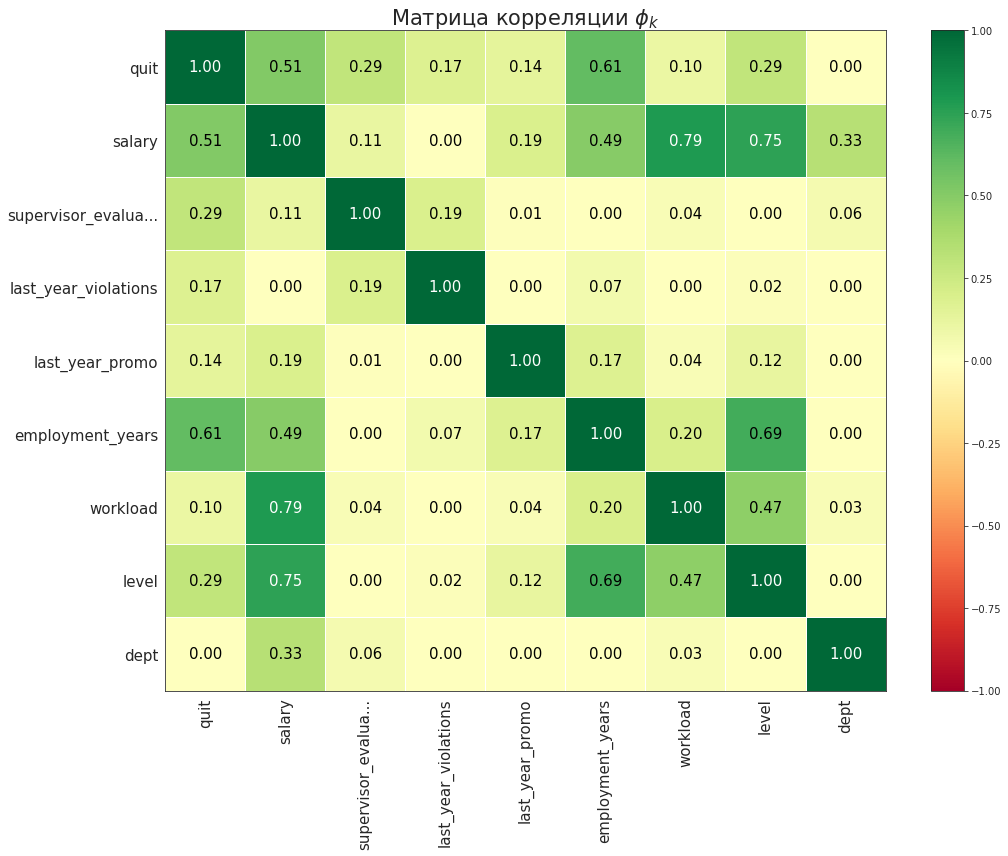 Матрица корреляции $\phi_k$
quit 1.00 0.51 0.29 0.17 0.14 0.61 0.10 0.29 0.00
salary 0.51 1.00 0.11 0.00 0.19 0.49 0.79 0.75 0.33
supervisor_evalua... 0.29 0.11 1.00 0.19 0.01 0.00 0.04 0.00 0.06
last_year_violations 0.17 0.00 0.19 1.00 0.00 0.07 0.00 0.02 0.00
last_year_promo 0.14 0.19 0.01 0.00 1.00 0.17 0.04 0.12 0.00
employment_years 0.61 0.49 0.00 0.07 0.17 1.00 0.20 0.69 0.00
workload 0.10 0.79 0.04 0.00 0.04 0.20 1.00 0.47 0.03
level 0.29 0.75 0.00 0.02 0.12 0.69 0.47 1.00 0.00
dept 0.00 0.33 0.06 0.00 0.00 0.00 0.03 0.00 1.00
quit
salary
supervisor_evalua...
last_year_violations
last_year_promo
employment_years
workload
level
dept
1.00
0.75
0.50
0.25
0.00
−0.25
−0.50
−0.75
−1.00